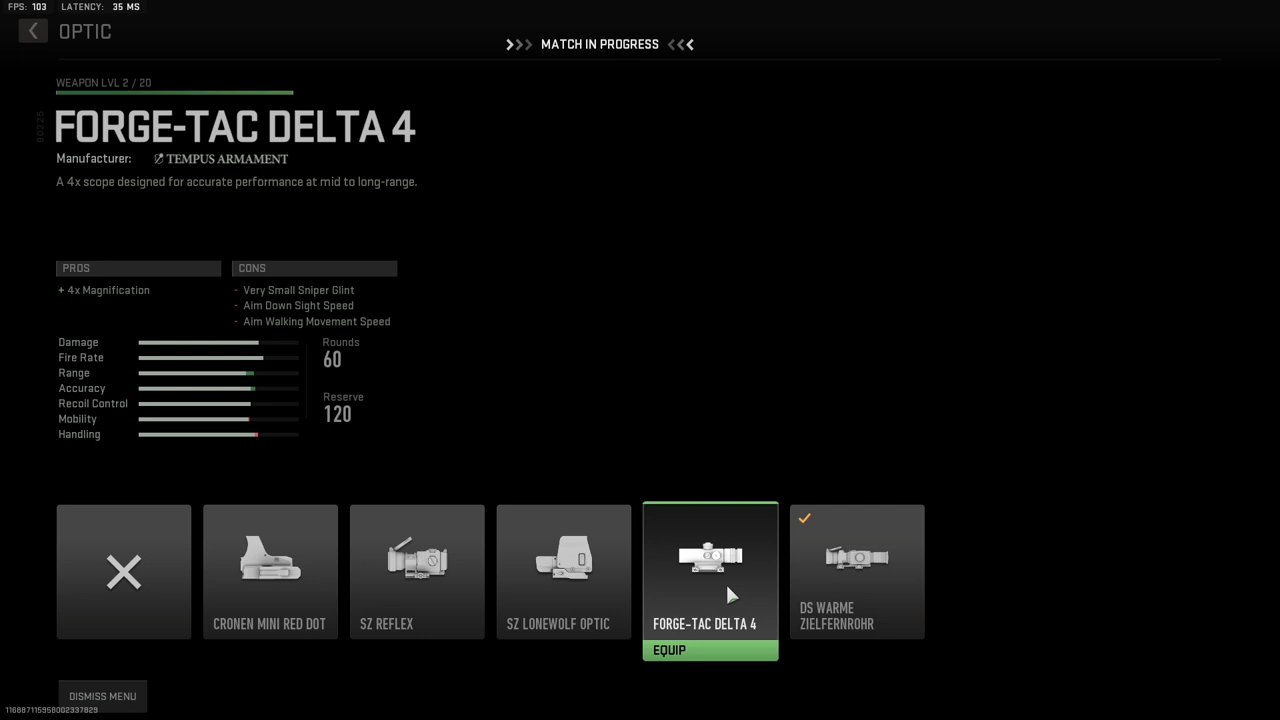 FPS: 103 LATENCY: 35 MS
OPTIC
MATCH IN PROGRESS
WEAPON LVL 2 / 20
90225
FORGE-TAC DELTA 4
Manufacturer: TEMPUS ARMAMENT
A 4x scope designed for accurate performance at mid to long-range.
PROS
+ 4x Magnification
CONS
- Very Small Sniper Glint
- Aim Down Sight Speed
- Aim Walking Movement Speed
Damage
Fire Rate
Range
Accuracy
Recoil Control
Mobility
Handling
Rounds
60
Reserve
120
CRONEN MINI RED DOT
SZ REFLEX
SZ LONEWOLF OPTIC
FORGE-TAC DELTA 4
EQUIP
DS WARME
ZIELFERNROHR
DISMISS MENU
116887115958002337829